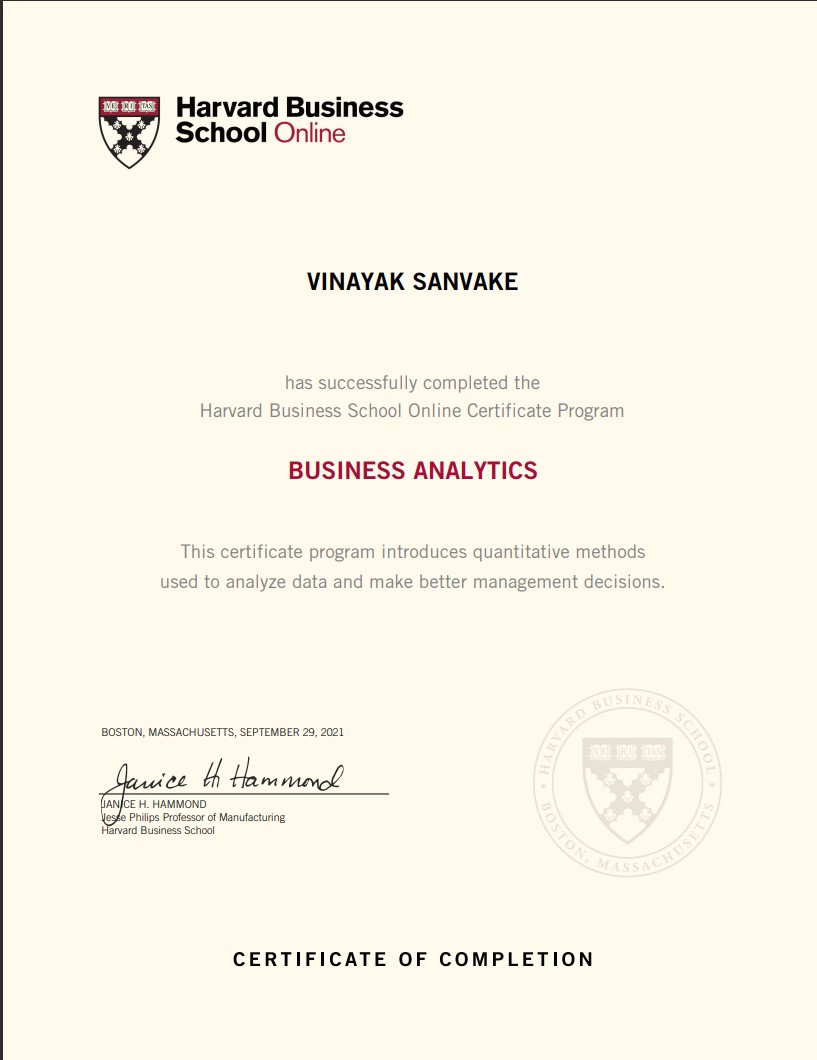 VE RI TAS
Harvard Business
School Online
VINAYAK SANVAKE
has successfully completed the
Harvard Business School Online Certificate Program
BUSINESS ANALYTICS
This certificate program introduces quantitative methods
used to analyze data and make better management decisions.
BOSTON, MASSACHUSETTS, SEPTEMBER 29, 2021
Janice H Hammond
JANICE H. HAMMOND
Jesse Philips Professor of Manufacturing
Harvard Business School
HARVARD BUSINESS SCHOOL
VE RI TAS
BOSTON, MASSACHUSETTS
CERTIFICATE OF COMPLETION